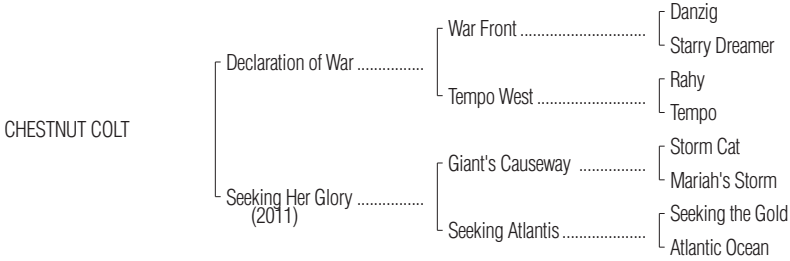 Danzig
War Front ..............................
Starry Dreamer
Declaration of War ................
Rahy
Tempo West ..........................
Tempo
CHESTNUT COLT
Storm Cat
Giant's Causeway ................
Mariah's Storm
Seeking Her Glory ................
(2011)
Seeking the Gold
Seeking Atlantis ....................
Atlantic Ocean